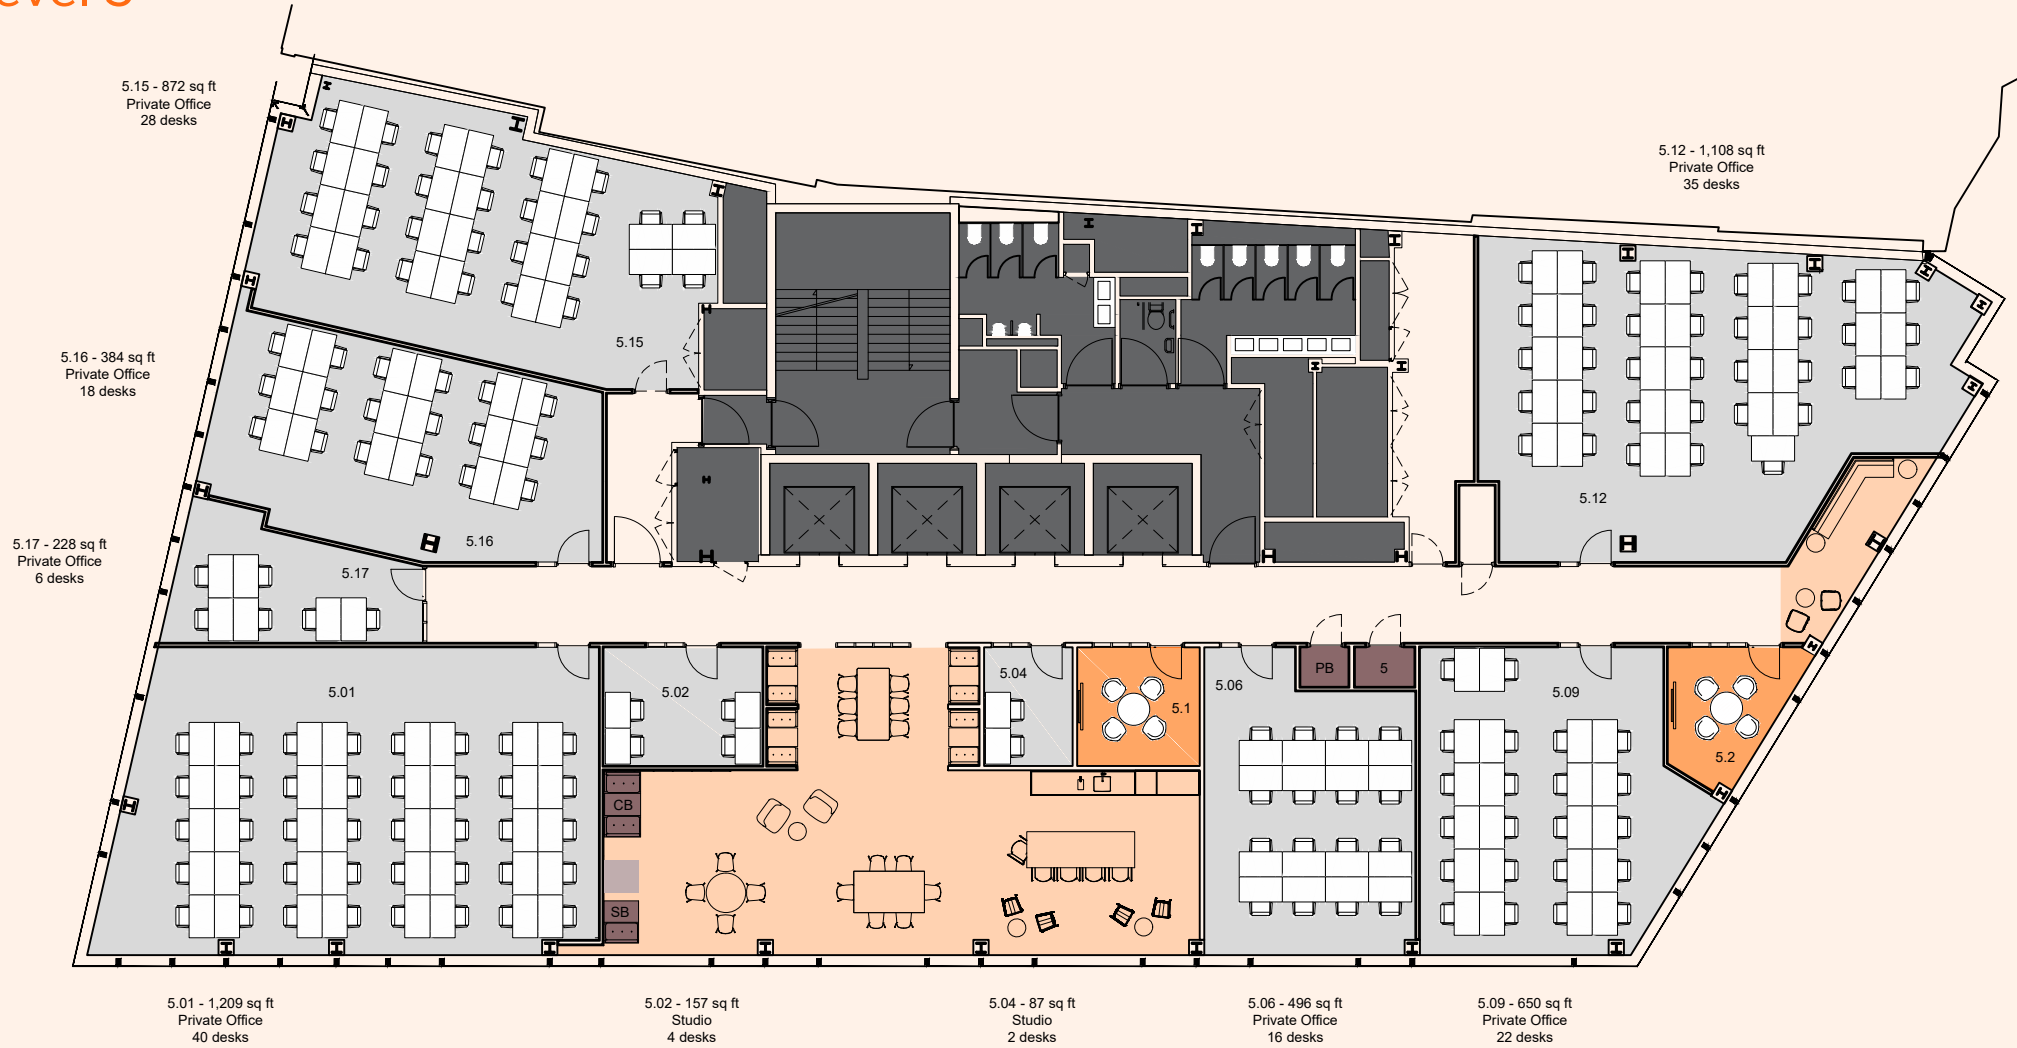 5.15 - 872 sq ft
Private Office
28 desks
5.12 - 1,108 sq ft
Private Office
35 desks
5.15
5.16 - 384 sq ft
Private Office
18 desks
5.12
5.16
5.17 - 228 sq ft
Private Office
6 desks
5.17
5.01
5.02
5.04
5.1
5.06
PB
5
5.09
5.2
CB
SB
5.01 - 1,209 sq ft
Private Office
40 desks
5.02 - 157 sq ft
Studio
4 desks
5.04 - 87 sq ft
Studio
2 desks
5.06 - 496 sq ft
Private Office
16 desks
5.09 - 650 sq ft
Private Office
22 desks